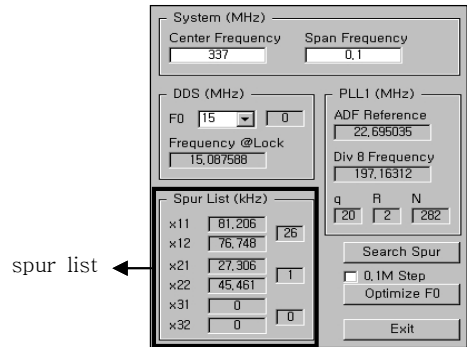 System (MHz)
Center Frequency Span Frequency
337 0,1
DDS (MHz)
F0 15 0
Frequency @Lock
15,087588
PLL1 (MHz)
ADF Reference
22,695035
Div 8 Frequency
197,16312
q R N
20 2 282
Spur List (kHz)
x11 81,206
26
x12 76,748
x21 27,306
1
x22 45,461
x31 0
0
x32 0
spur list
Search Spur
0,1M Step
Optimize F0
Exit